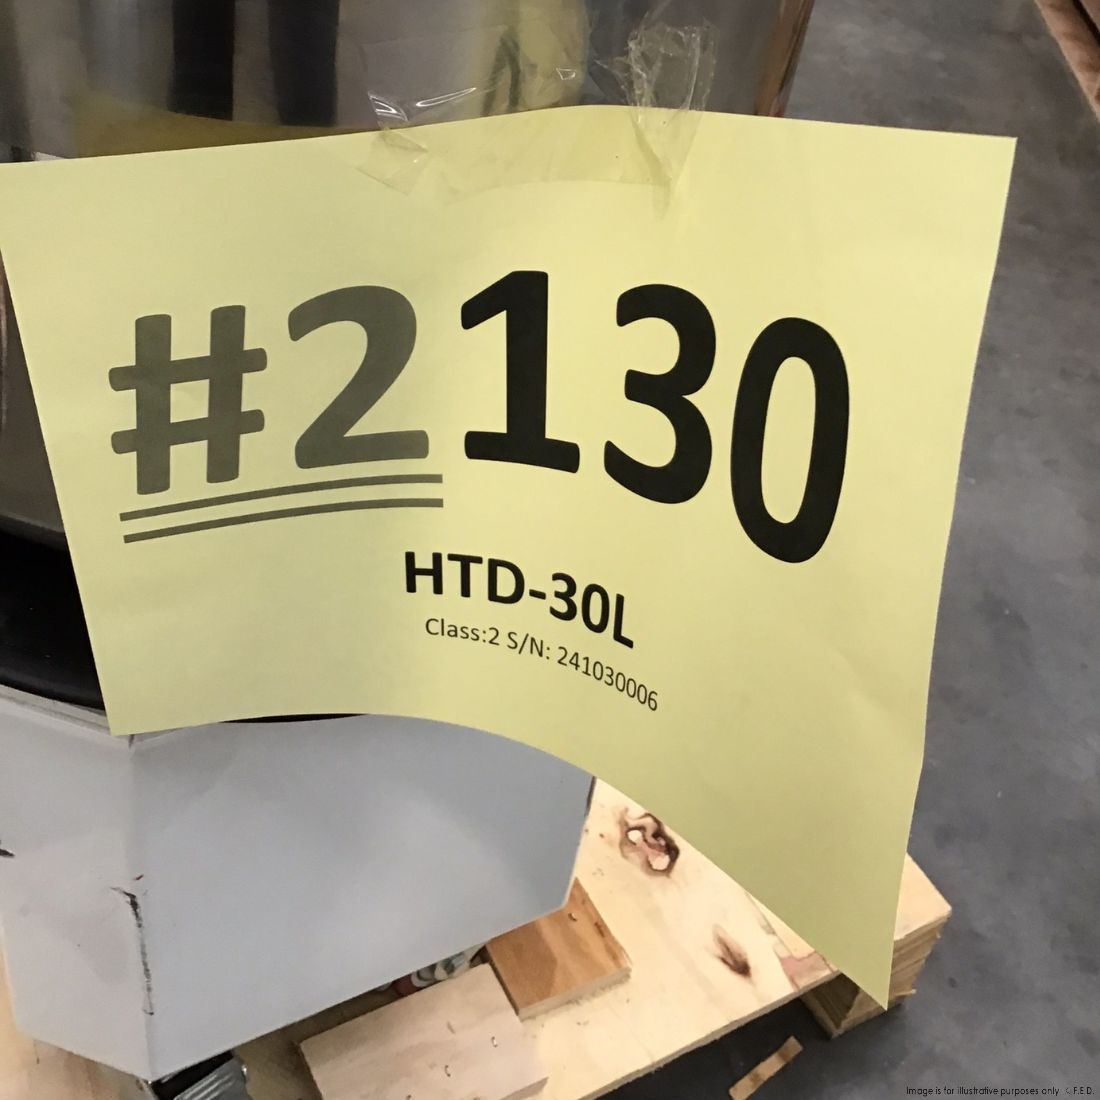 #2130
HTD-30L
Class:2 S/N: 241030006
Image is for illustrative purposes only © F.E.D.